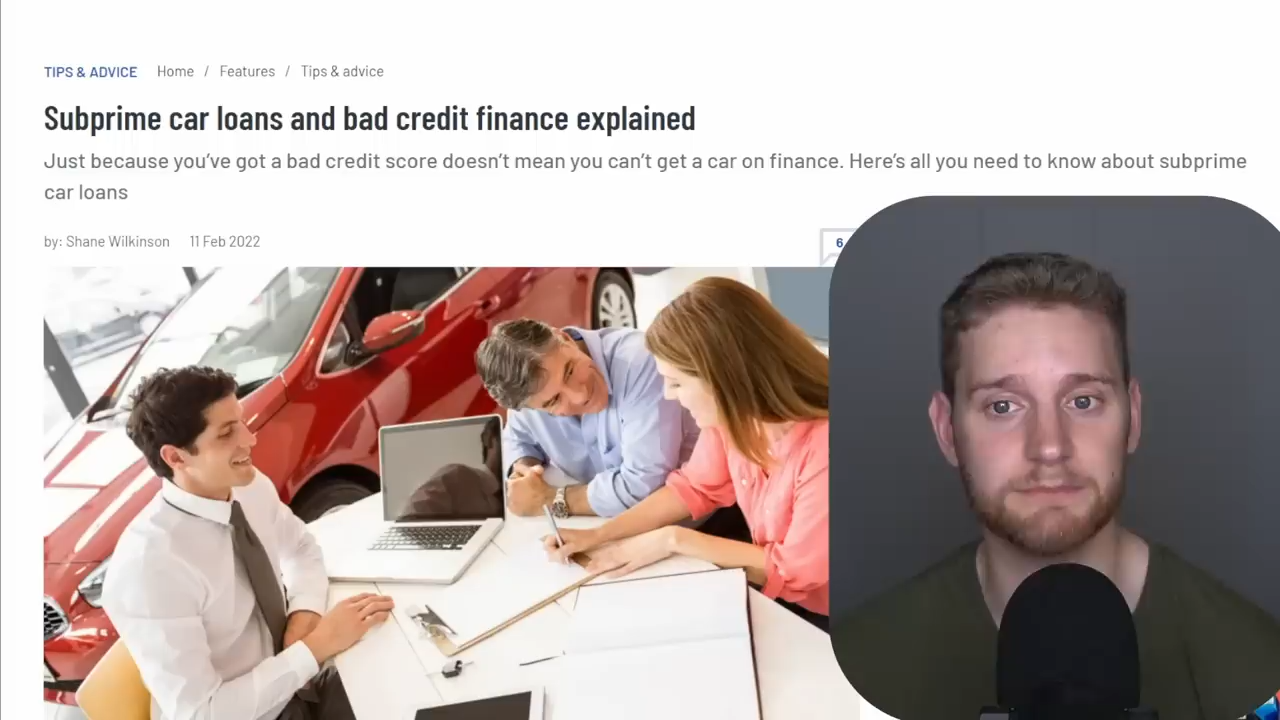 TIPS & ADVICE Home / Features / Tips & advice
Subprime car loans and bad credit finance explained
Just because you've got a bad credit score doesn't mean you can't get a car on finance. Here's all you need to know about subprime
car loans
by: Shane Wilkinson 11 Feb 2022
6